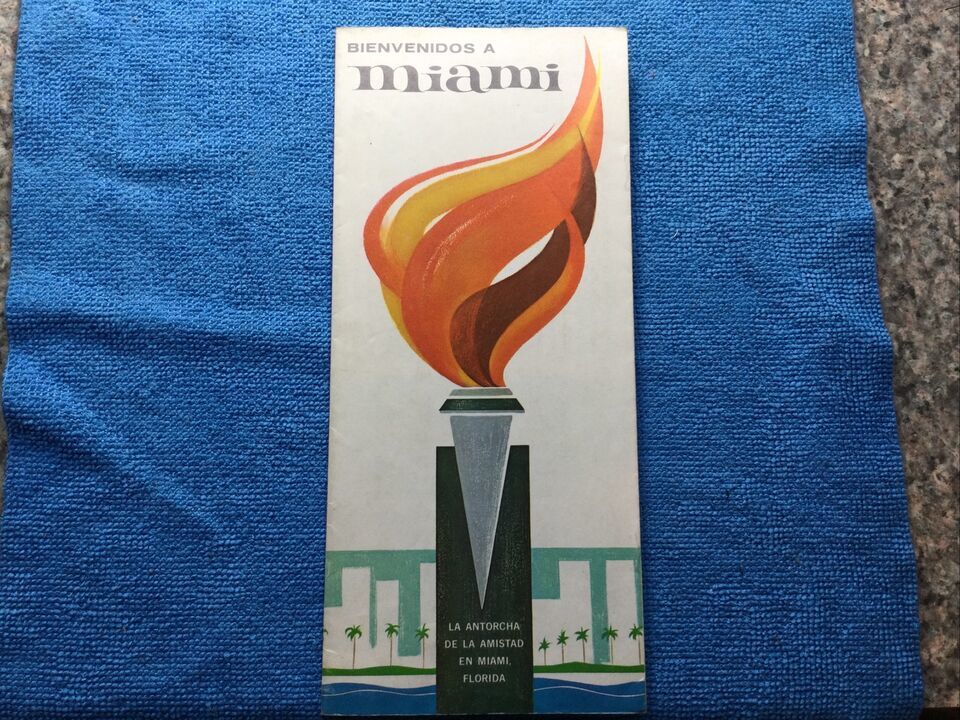 BIENVENIDOS A
miami
LA ANTORCHA
DE LA AMISTAD
EN MIAMI,
FLORIDA